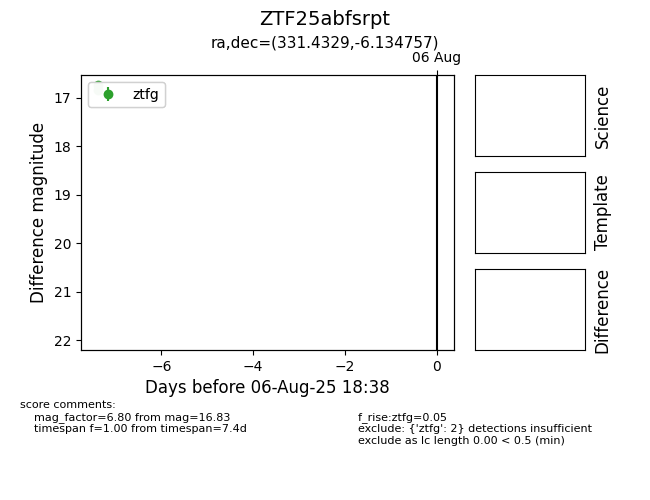 ZTF25abfsrpt
ra,dec=(331.4329,-6.134757)
06 Aug
ztfg
17
18
19
20
21
22
Difference magnitude
−6
−4
−2
0
Days before 06-Aug-25 18:38
Science
Template
Difference
score comments:
mag_factor=6.80 from mag=16.83
timespan f=1.00 from timespan=7.4d
f_rise:ztfg=0.05
exclude: {'ztfg': 2} detections insufficient
exclude as lc length 0.00 < 0.5 (min)